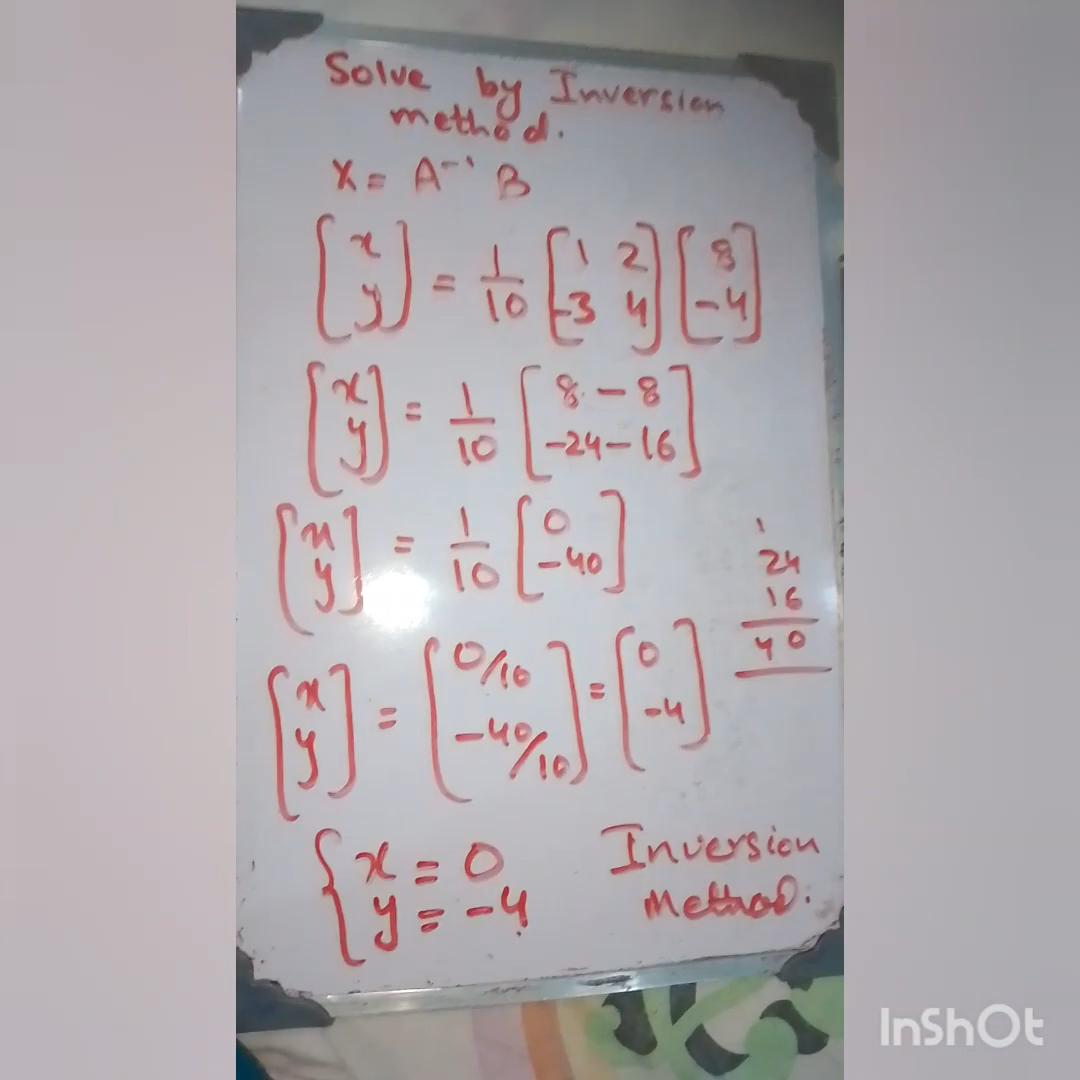 Solve by Inversion
method.
X = A⁻¹ B
[x y] = 1/10 [1 2 -3 4] [8 -4]
[x y] = 1/10 [8 - 8 -24 - 16]
[x y] = 1/10 [0 -40]
1
24
16
40
[x y] = [0/10 -40/10] = [0 -4]
{x = 0
y = -4
Inversion
Method.
InShOt